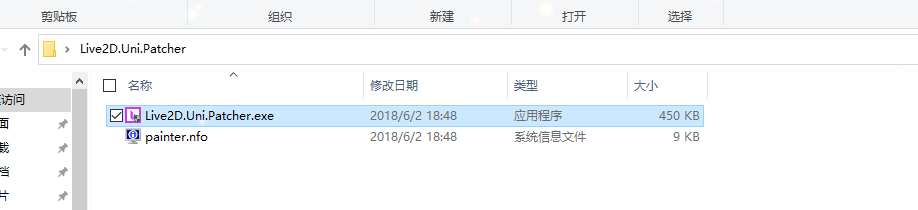 剪贴板 组织 新建 打开 选择
Live2D.Uni.Patcher
名称 修改日期 类型 大小
访问
Live2D.Uni.Patcher.exe 2018/6/2 18:48 应用程序 450 KB
面
painter.nfo 2018/6/2 18:48 系统信息文件 9 KB
载
档
片